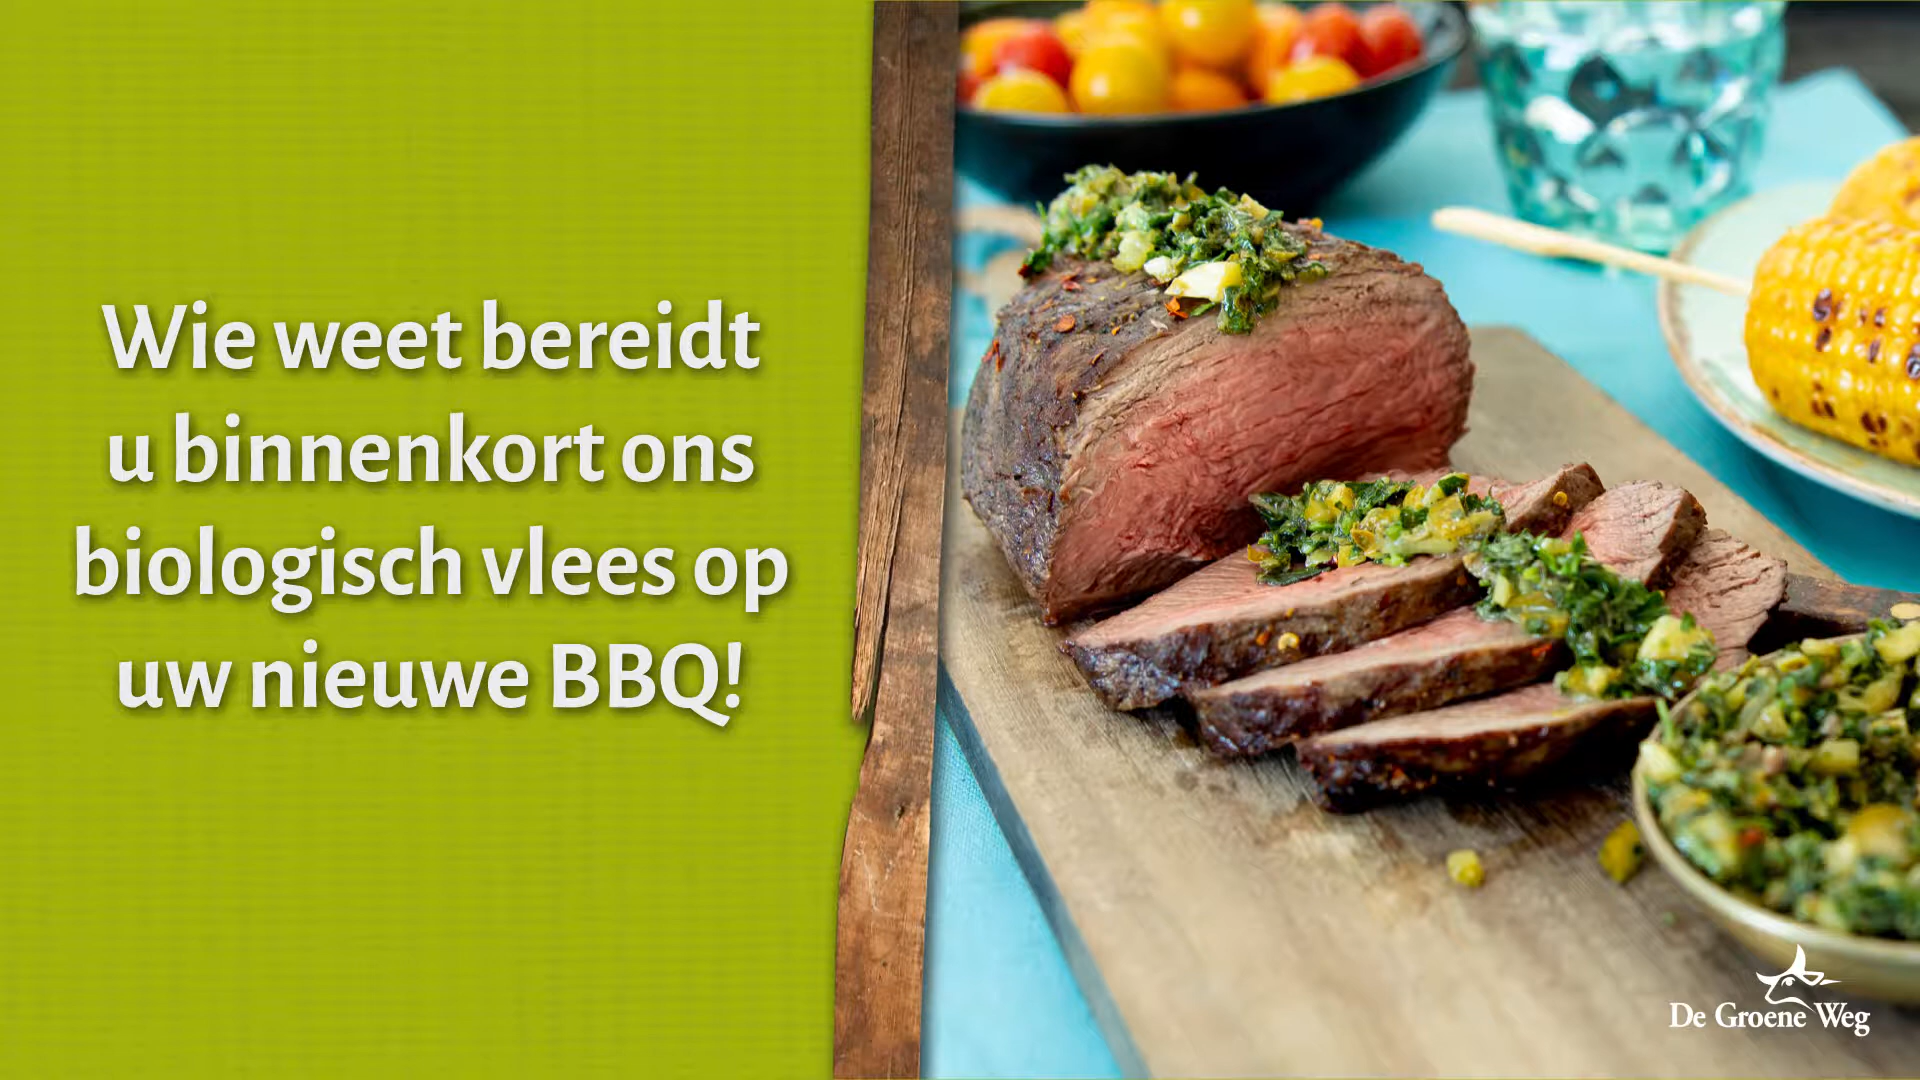 Wie weet bereidt
u binnenkort ons
biologisch vlees op
uw nieuwe BBQ!
De Groene Weg